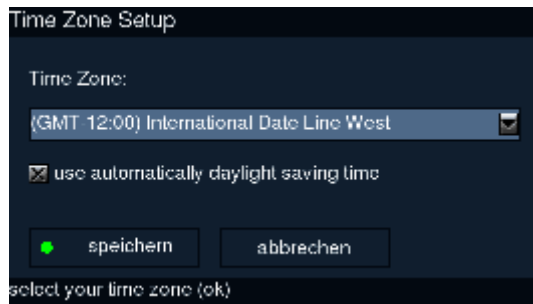 Time Zone Setup
Time Zone:
(GMT-12:00) International Date Line West
use automatically daylight saving time
speichern
abbrechen
select your time zone (ok)